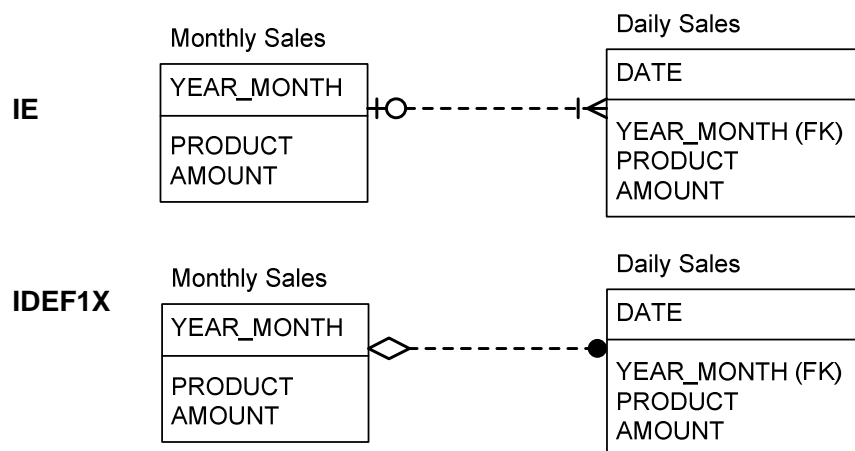 IE
Monthly Sales
YEAR_MONTH
PRODUCT
AMOUNT
Daily Sales
DATE
YEAR_MONTH (FK)
PRODUCT
AMOUNT
IDEF1X
Monthly Sales
YEAR_MONTH
PRODUCT
AMOUNT
Daily Sales
DATE
YEAR_MONTH (FK)
PRODUCT
AMOUNT